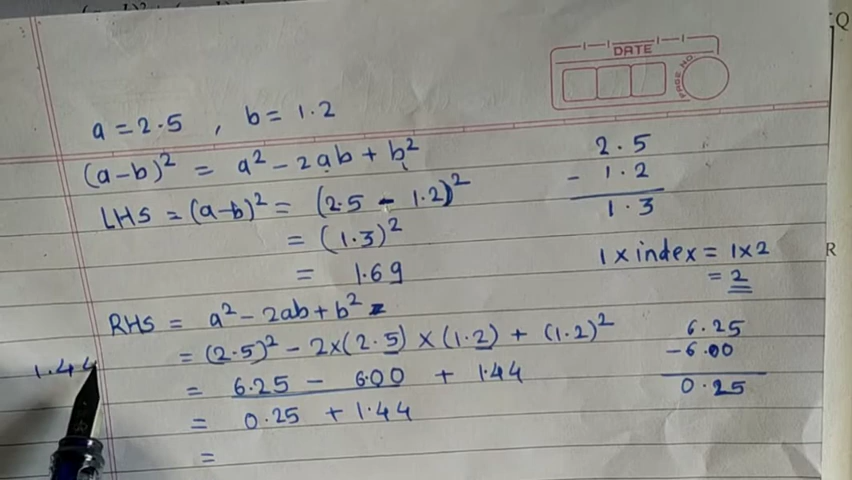 DATE
PAGE NO
a = 2.5 , b = 1.2
(a-b)² = a² - 2ab + b²
LHS = (a-b)² = (2.5 - 1.2)²
= (1.3)²
= 1.69
2.5
- 1.2
1.3
1 x index = 1x2
= 2
RHS = a² - 2ab + b²
= (2.5)² - 2x(2.5) x (1.2) + (1.2)²
= 6.25 - 6.00 + 1.44
= 0.25 + 1.44
=
6.25
-6.00
0.25
1.44
Q
R